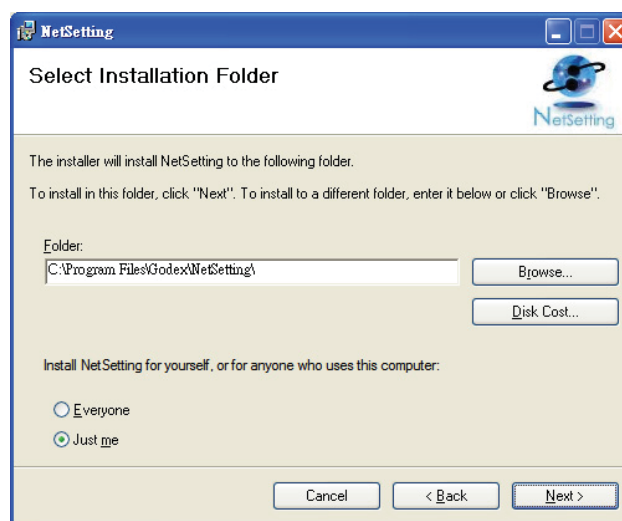 NetSetting
Select Installation Folder
NetSetting
The installer will install NetSetting to the following folder.
To install in this folder, click "Next". To install to a different folder, enter it below or click "Browse".
Folder:
C:\Program Files\Godex\NetSetting\
Browse...
Disk Cost...
Install NetSetting for yourself, or for anyone who uses this computer:
Everyone
Just me
Cancel
< Back
Next >